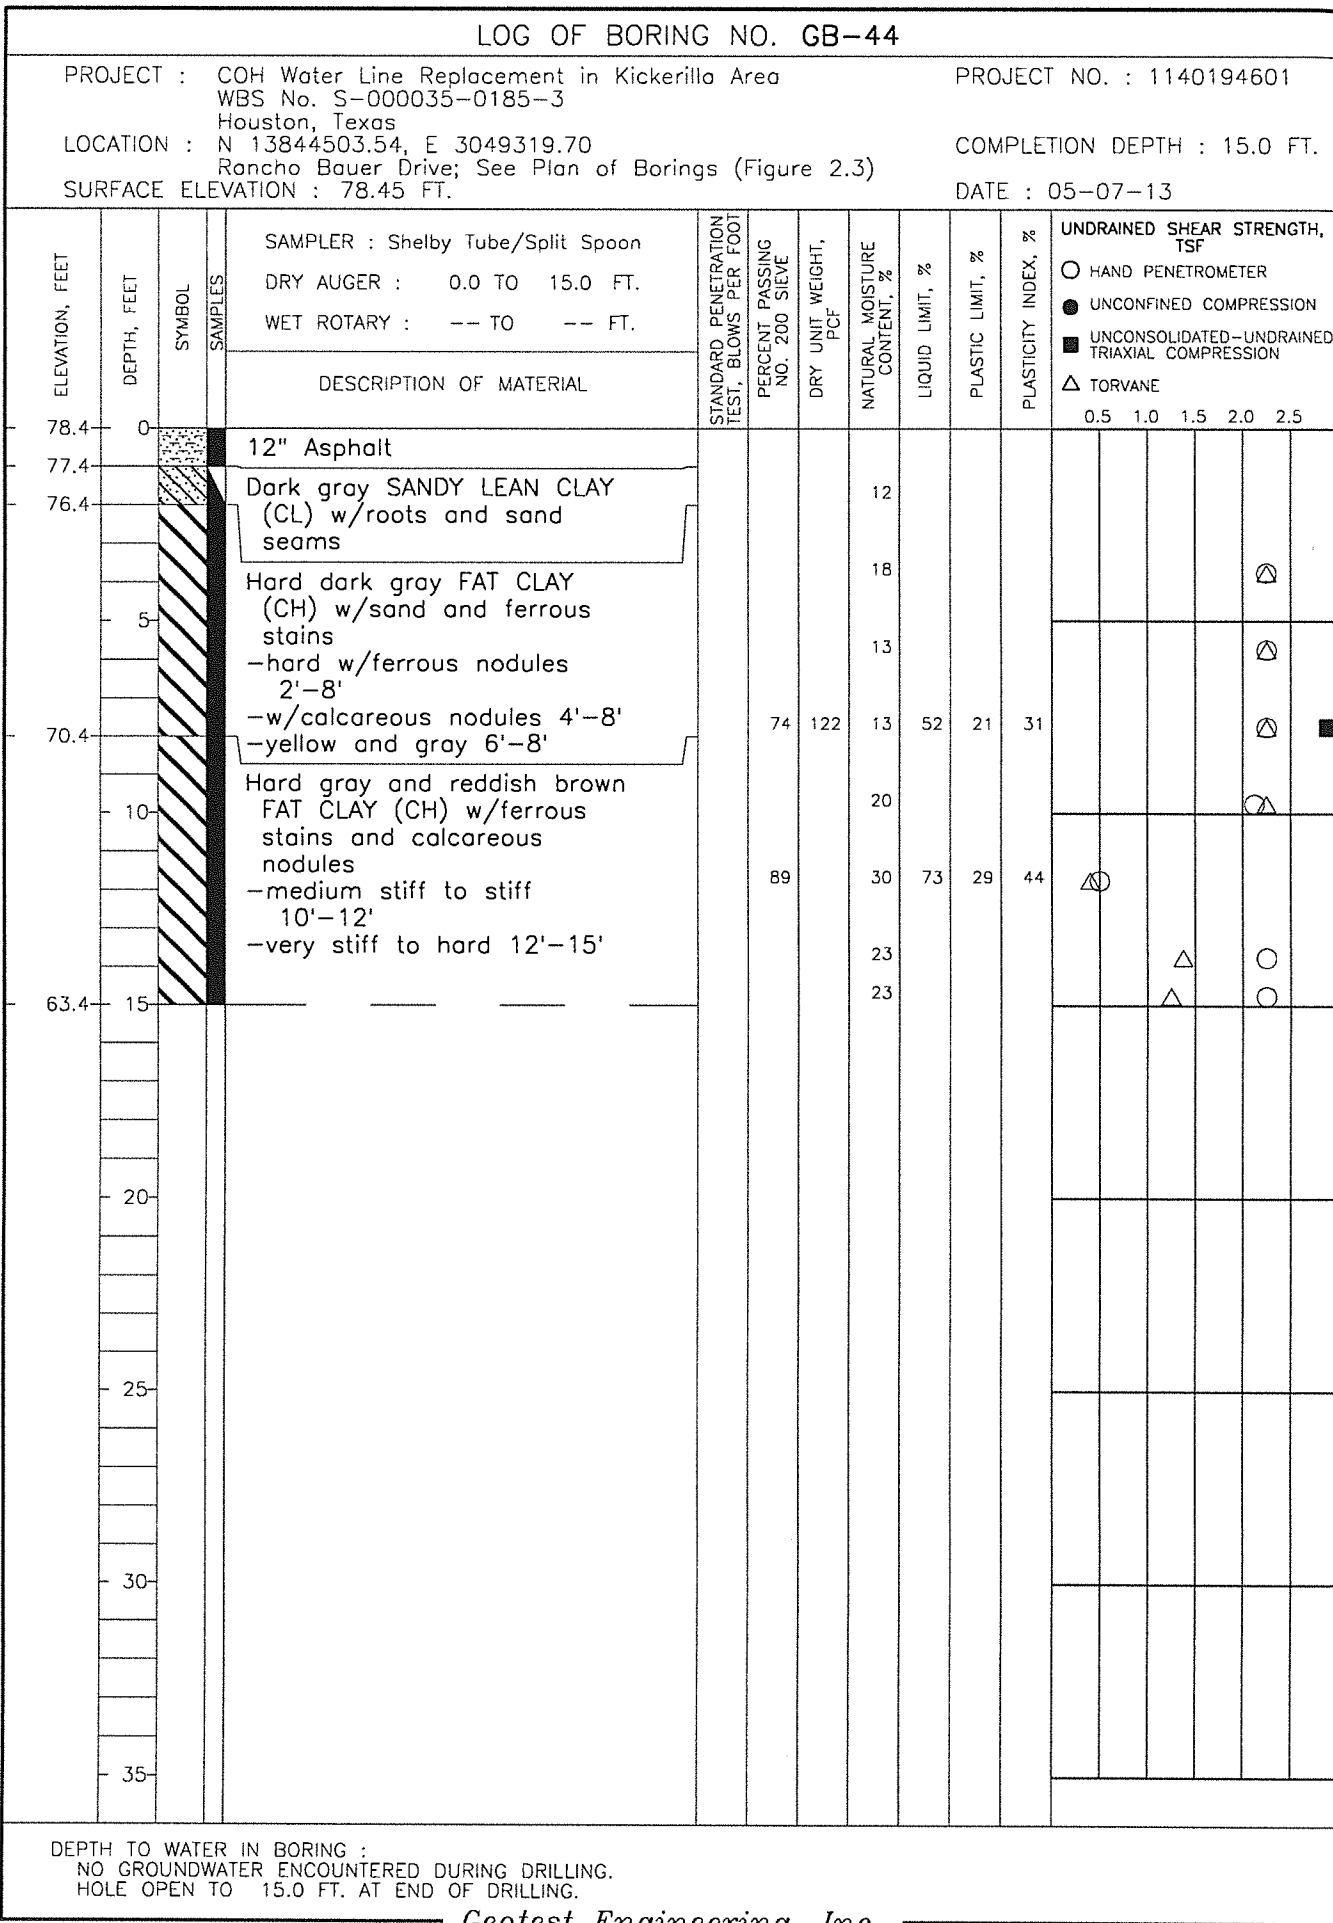 LOG OF BORING NO. GB-44
PROJECT : COH Water Line Replacement in Kickerilla Area
WBS No. S-000035-0185-3
Houston, Texas
PROJECT NO. : 1140194601
LOCATION : N 13844503.54, E 3049319.70
Rancho Bauer Drive; See Plan of Borings (Figure 2.3)
COMPLETION DEPTH : 15.0 FT.
SURFACE ELEVATION : 78.45 FT.
DATE : 05-07-13
ELEVATION, FEET
DEPTH, FEET
SYMBOL
SAMPLES
SAMPLER : Shelby Tube/Split Spoon
DRY AUGER : 0.0 TO 15.0 FT.
WET ROTARY : -- TO -- FT.
DESCRIPTION OF MATERIAL
STANDARD PENETRATION
TEST, BLOWS PER FOOT
PERCENT PASSING
NO. 200 SIEVE
DRY UNIT WEIGHT,
PCF
NATURAL MOISTURE
CONTENT, %
LIQUID LIMIT, %
PLASTIC LIMIT, %
PLASTICITY INDEX, %
UNDRAINED SHEAR STRENGTH,
TSF
HAND PENETROMETER
UNCONFINED COMPRESSION
UNCONSOLIDATED-UNDRAINED
TRIAXIAL COMPRESSION
TORVANE
0.5 1.0 1.5 2.0 2.5
78.4 0
12" Asphalt
77.4
Dark gray SANDY LEAN CLAY
12
76.4
(CL) w/roots and sand
seams
18
Hard dark gray FAT CLAY
(CH) w/sand and ferrous
5
stains
13
-hard w/ferrous nodules
2'-8'
-w/calcareous nodules 4'-8'
74 122 13 52 21 31
70.4
-yellow and gray 6'-8'
Hard gray and reddish brown
20
10
FAT CLAY (CH) w/ferrous
stains and calcareous
nodules
89 30 73 29 44
-medium stiff to stiff
10'-12'
-very stiff to hard 12'-15'
23
23
63.4 15
20
25
30
35
DEPTH TO WATER IN BORING :
NO GROUNDWATER ENCOUNTERED DURING DRILLING.
HOLE OPEN TO 15.0 FT. AT END OF DRILLING.
Geotest Engineering, Inc.